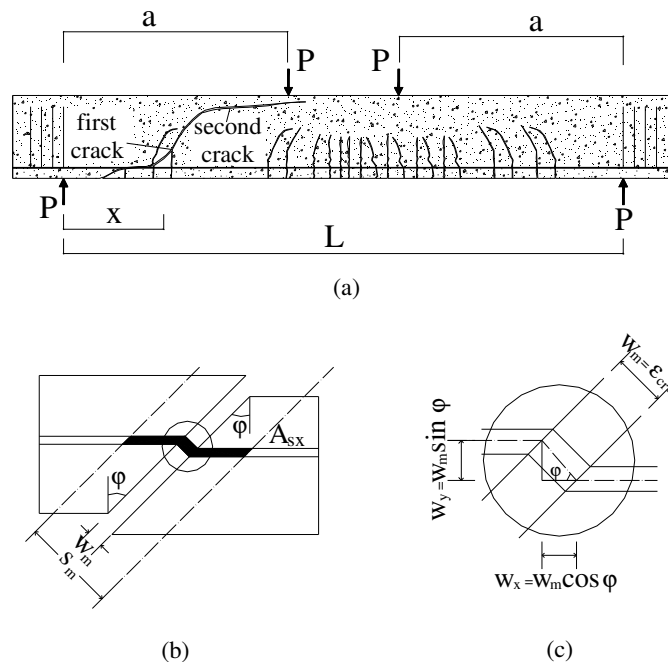 a
a
P
P
first
crack
second
crack
P
x
P
L
(a)
φ
φ
A_sx
w_m
s_m
(b)
w_m=ε_cr
w_y=w_m sin φ
φ
w_x=w_m cos φ
(c)